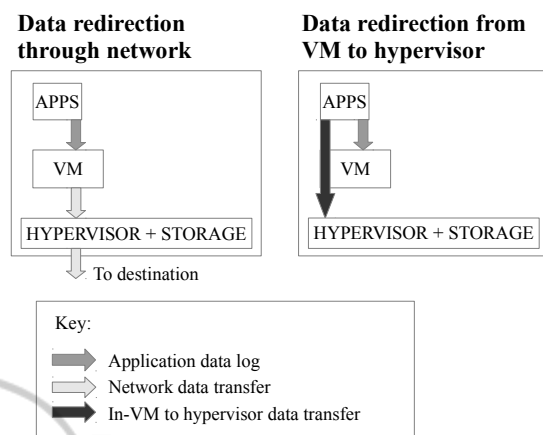 Data redirection
through network
APPS
VM
HYPERVISOR + STORAGE
To destination
Data redirection from
VM to hypervisor
APPS
VM
HYPERVISOR + STORAGE
Key:
Application data log
Network data transfer
In-VM to hypervisor data transfer